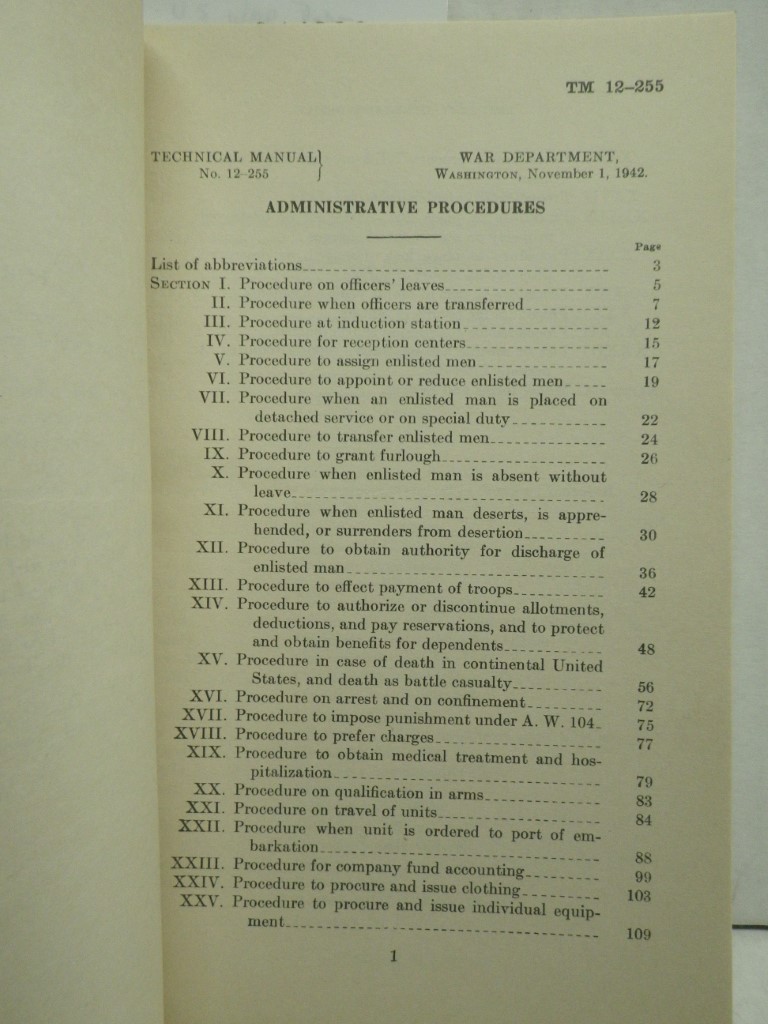 TM 12–255
TECHNICAL MANUAL} WAR DEPARTMENT,
No. 12–255 WASHINGTON, November 1, 1942.
ADMINISTRATIVE PROCEDURES
Page
List of abbreviations 3
SECTION I. Procedure on officers' leaves 5
II. Procedure when officers are transferred 7
III. Procedure at induction station 12
IV. Procedure for reception centers 15
V. Procedure to assign enlisted men 17
VI. Procedure to appoint or reduce enlisted men 19
VII. Procedure when an enlisted man is placed on
detached service or on special duty 22
VIII. Procedure to transfer enlisted men 24
IX. Procedure to grant furlough 26
X. Procedure when enlisted man is absent without
leave 28
XI. Procedure when enlisted man deserts, is appre-
hended, or surrenders from desertion 30
XII. Procedure to obtain authority for discharge of
enlisted man 36
XIII. Procedure to effect payment of troops 42
XIV. Procedure to authorize or discontinue allotments,
deductions, and pay reservations, and to protect
and obtain benefits for dependents 48
XV. Procedure in case of death in continental United
States, and death as battle casualty 56
XVI. Procedure on arrest and on confinement 72
XVII. Procedure to impose punishment under A. W. 104 75
XVIII. Procedure to prefer charges 77
XIX. Procedure to obtain medical treatment and hos-
pitalization 79
XX. Procedure on qualification in arms 83
XXI. Procedure on travel of units 84
XXII. Procedure when unit is ordered to port of em-
barkation 88
XXIII. Procedure for company fund accounting 99
XXIV. Procedure to procure and issue clothing 103
XXV. Procedure to procure and issue individual equip-
ment 109
1